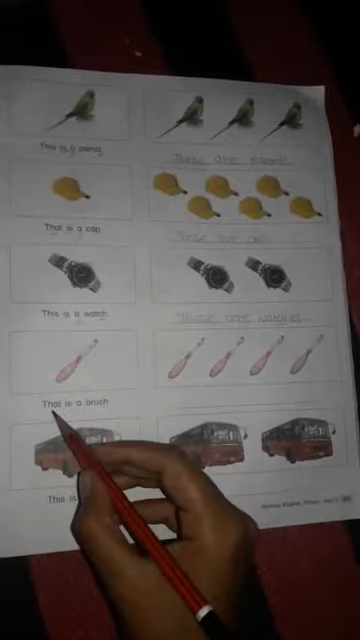 This is a parrot.
These are parrots
That is a cap.
This is a watch.
These are watches
That is a brush
This is